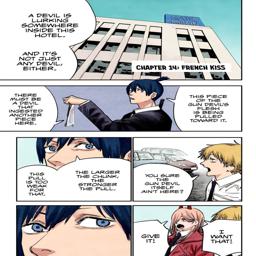 A DEVIL IS
LURKING
SOMEWHERE
INSIDE THIS
HOTEL.
AND IT'S
NOT JUST
ANY DEVIL,
EITHER.
CHAPTER 14: FRENCH KISS
THERE
MUST BE
A DEVIL
THAT
INGESTED
ANOTHER
PIECE
HERE.
THIS PIECE
OF THE
GUN DEVIL'S
FLESH
IS BEING
PULLED
TOWARD IT.
THIS
PULL IS
TOO WEAK
FOR
THAT.
THE LARGER
THE CHUNK,
THE
STRONGER
THE PULL.
YOU SURE
THE GUN
DEVIL ITSELF
AIN'T HERE?
GIVE
IT!
I
WANT
THAT!